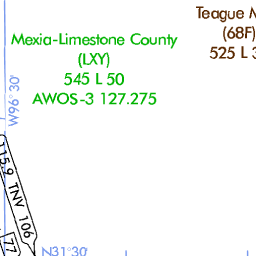 Teague M
(68F)
525 L 3
Mexia-Limestone County
(LXY)
545 L 50
AWOS-3 127.275
W96°30'
115.9 TNV 106
77
N31°30'